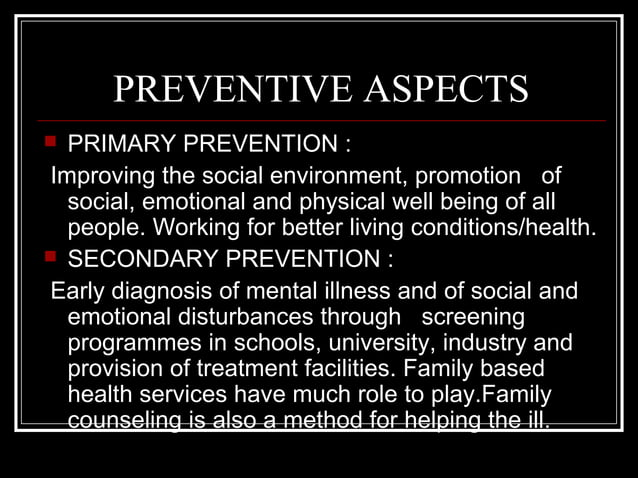 PREVENTIVE ASPECTS
PRIMARY PREVENTION :
Improving the social environment, promotion of
social, emotional and physical well being of all
people. Working for better living conditions/health.
SECONDARY PREVENTION :
Early diagnosis of mental illness and of social and
emotional disturbances through screening
programmes in schools, university, industry and
provision of treatment facilities. Family based
health services have much role to play.Family
counseling is also a method for helping the ill.